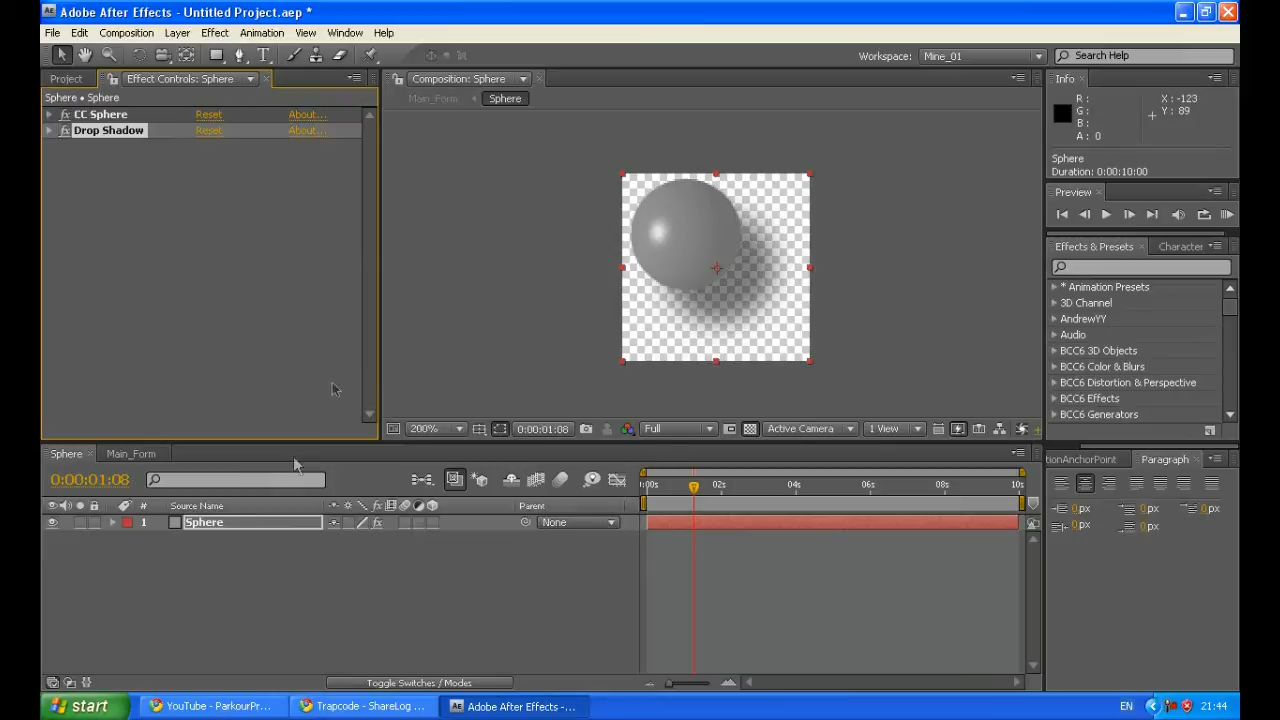 Adobe After Effects - Untitled Project.aep *
File Edit Composition Layer Effect Animation View Window Help
Workspace: Mine_01 Search Help
Project Effect Controls: Sphere
Composition: Sphere
Info
Sphere • Sphere
Main_Form Sphere
R : X : -123
G : Y : 89
B :
A : 0
CC Sphere Reset About...
Drop Shadow Reset About...
Sphere
Duration: 0:00:10:00
Preview
Effects & Presets Character
* Animation Presets
3D Channel
AndrewYY
Audio
BCC6 3D Objects
BCC6 Color & Blurs
BCC6 Distortion & Perspective
BCC6 Effects
BCC6 Generators
200% 0:00:01:08 Full Active Camera 1 View
Sphere Main_Form
tionAnchorPoint Paragraph
0:00:01:08
:00s 02s 04s 06s 08s 10s
# Source Name Parent
1 Sphere None
0 px 0 px 0 px
0 px 0 px
Toggle Switches / Modes
start YouTube - ParkourPr... Trapcode - ShareLog ... Adobe After Effects -... EN 21:44